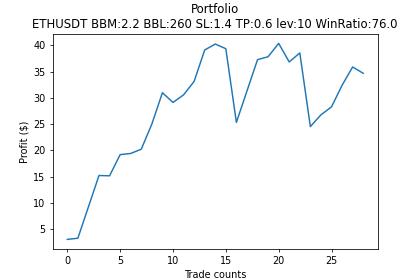 Portfolio
ETHUSDT BBM:2.2 BBL:260 SL:1.4 TP:0.6 lev:10 WinRatio:76.0
40
35
30
25
20
15
10
5
Profit ($)
0 5 10 15 20 25
Trade counts